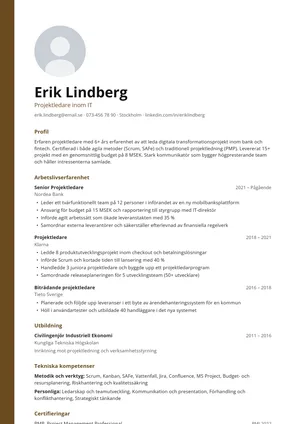 Erik Lindberg
Projektledare inom IT
erik.lindberg@email.se · 073-456 78 90 · Stockholm · linkedin.com/in/eriklindberg
Profil
Erfaren projektledare med 6+ års erfarenhet av att leda digitala transformationsprojekt inom bank och
fintech. Certifierad i både agila metoder (Scrum, SAFe) och traditionell projektledning (PMP). Levererat 15+
projekt med en genomsnittlig budget på 8 MSEK. Stark kommunikatör som bygger högpresterande team
och håller intressenterna samlade.
Arbetslivserfarenhet
Senior Projektledare 2021 – Pågående
Nordea Bank
• Leder ett tvärfunktionellt team på 12 personer i införandet av en ny mobilbanksplattform
• Ansvarig för budget på 15 MSEK och rapportering till styrgrupp med IT-direktör
• Införde agilt arbetssätt som ökade leveranstakten med 35 %
• Samordnar externa leverantörer och säkerställer efterlevnad av finansiella regelverk
Projektledare 2018 – 2021
Klarna
• Ledde 8 produktutvecklingsprojekt inom checkout och betalningslösningar
• Införde Scrum och kortade tiden till lansering med 40 %
• Handledde 3 juniora projektledare och byggde upp ett projektledarprogram
• Samordnade releaseplaneringen för 5 utvecklingsteam (50+ utvecklare)
Biträdande projektledare 2016 – 2018
Tieto Sverige
• Planerade och följde upp leveranser i ett byte av ärendehanteringssystem för en kommun
• Höll i användartester och utbildade 40 handläggare i det nya systemet
Utbildning
Civilingenjör Industriell Ekonomi 2011 – 2016
Kungliga Tekniska Högskolan
Inriktning mot projektledning och verksamhetsstyrning
Tekniska kompetenser
Metodik och verktyg: Scrum, Kanban, SAFe, Vattenfall, Jira, Confluence, MS Project, Budget- och
resursplanering, Riskhantering och kvalitetssäkring
Personliga: Ledarskap och teamutveckling, Kommunikation och presentation, Förhandling och
konflikthantering, Strategiskt tänkande
Certifieringar